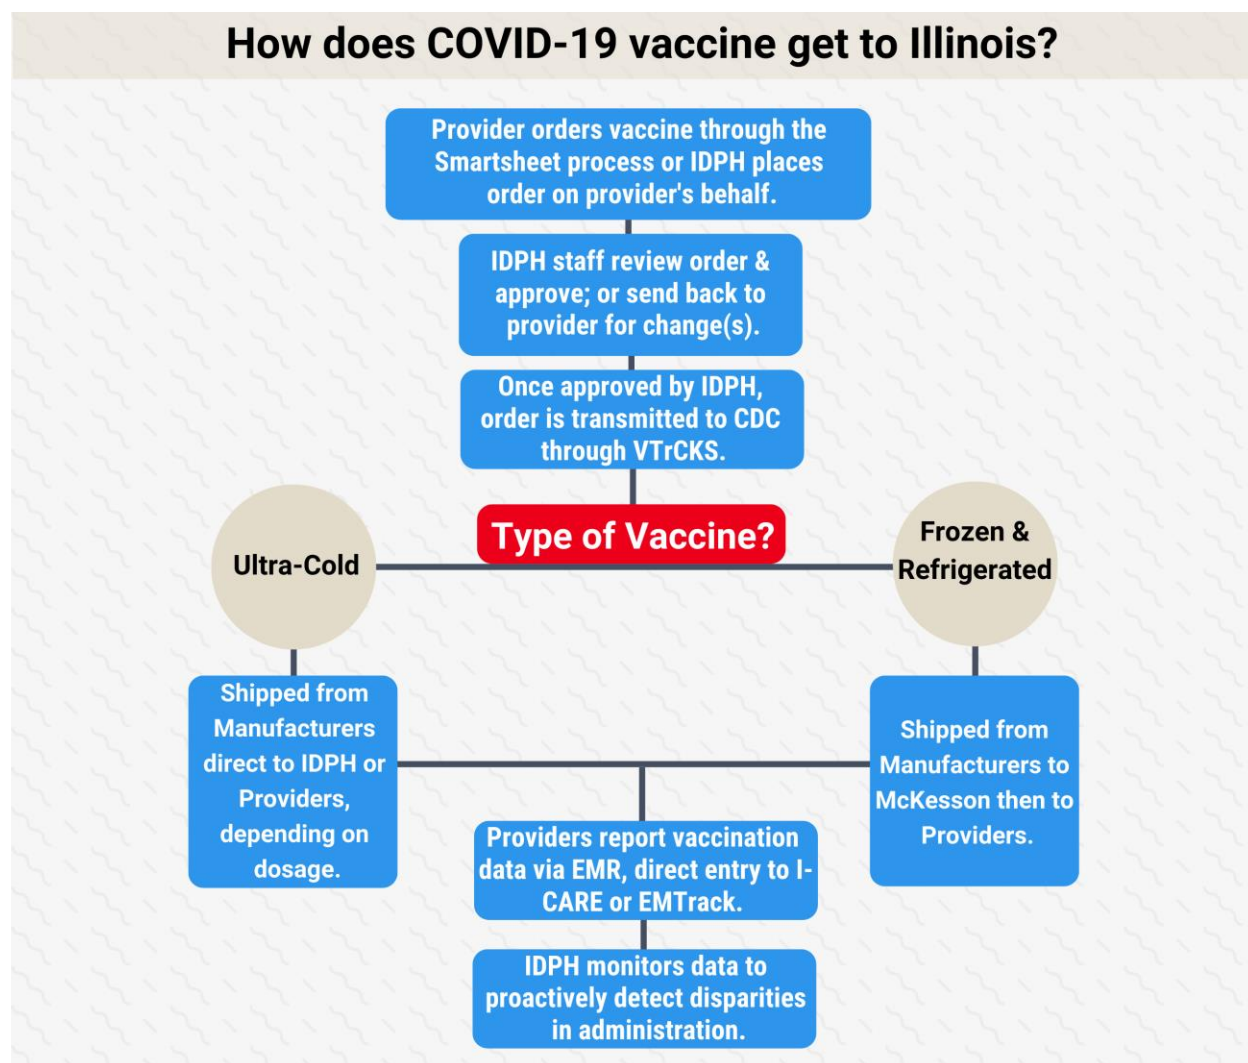 How does COVID-19 vaccine get to Illinois?
Provider orders vaccine through the
Smartsheet process or IDPH places
order on provider's behalf.
IDPH staff review order &
approve; or send back to
provider for change(s).
Once approved by IDPH,
order is transmitted to CDC
through VTrCKS.
Type of Vaccine?
Ultra-Cold
Frozen &
Refrigerated
Shipped from
Manufacturers
direct to IDPH or
Providers,
depending on
dosage.
Shipped from
Manufacturers to
McKesson then to
Providers.
Providers report vaccination
data via EMR, direct entry to I-
CARE or EMTrack.
IDPH monitors data to
proactively detect disparities
in administration.